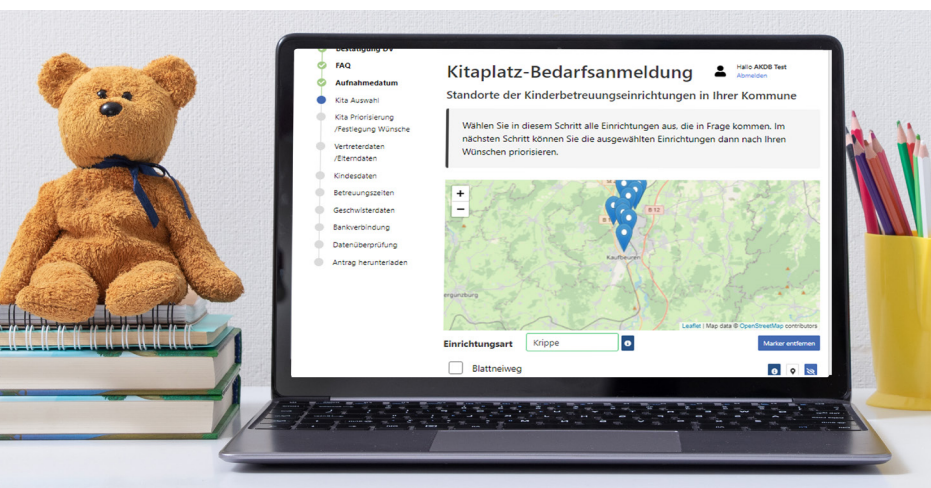 Bestätigung DV
FAQ
Aufnahmedatum
Kita Auswahl
Kita Priorisierung
/Festlegung Wünsche
Vertreterdaten
/Elterndaten
Kindesdaten
Betreuungszeiten
Geschwisterdaten
Bankverbindung
Datenüberprüfung
Antrag herunterladen
Kitaplatz-Bedarfsanmeldung
Hallo AKDB Test
Abmelden
Standorte der Kinderbetreuungseinrichtungen in Ihrer Kommune
Wählen Sie in diesem Schritt alle Einrichtungen aus, die in Frage kommen. Im
nächsten Schritt können Sie die ausgewählten Einrichtungen dann nach Ihren
Wünschen priorisieren.
+
−
B 12
Kaufbeuren
ergünzburg
Leaflet | Map data © OpenStreetMap contributors
Einrichtungsart
Krippe
Marker entfernen
Blattneiweg